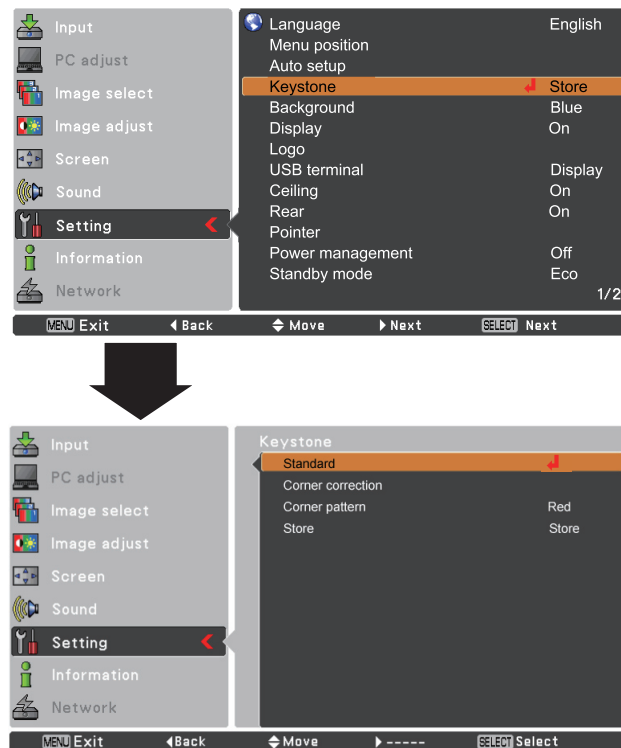 Input
PC adjust
Image select
Image adjust
Screen
Sound
Setting
Information
Network
Language English
Menu position
Auto setup
Keystone Store
Background Blue
Display On
Logo
USB terminal Display
Ceiling On
Rear On
Pointer
Power management Off
Standby mode Eco
1/2
MENU Exit Back Move Next SELECT Next
Input
PC adjust
Image select
Image adjust
Screen
Sound
Setting
Information
Network
Keystone
Standard
Corner correction
Corner pattern Red
Store Store
MENU Exit Back Move ----- SELECT Select